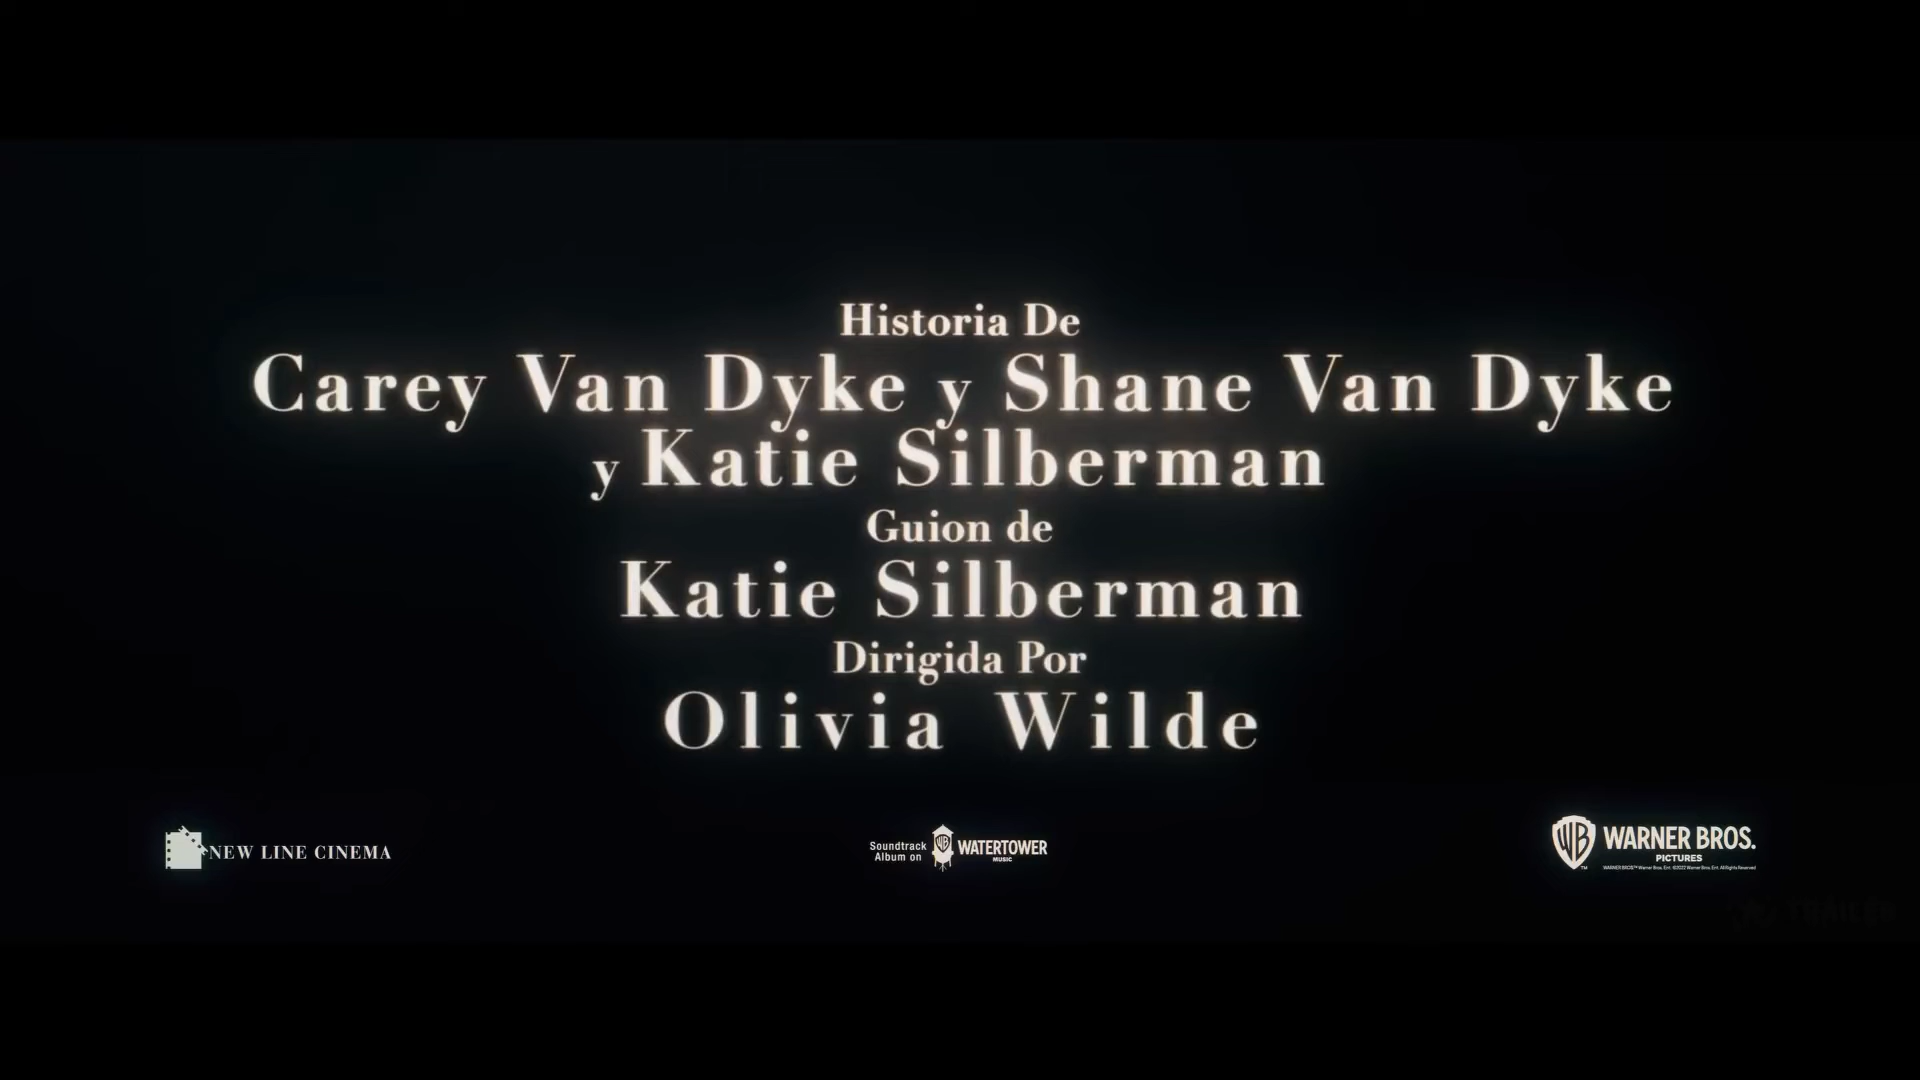 Historia De
Carey Van Dyke y Shane Van Dyke
y Katie Silberman
Guion de
Katie Silberman
Dirigida Por
Olivia Wilde
NEW LINE CINEMA
Soundtrack
Album on
WATERTOWER
MUSIC
WB
WARNER BROS.
PICTURES